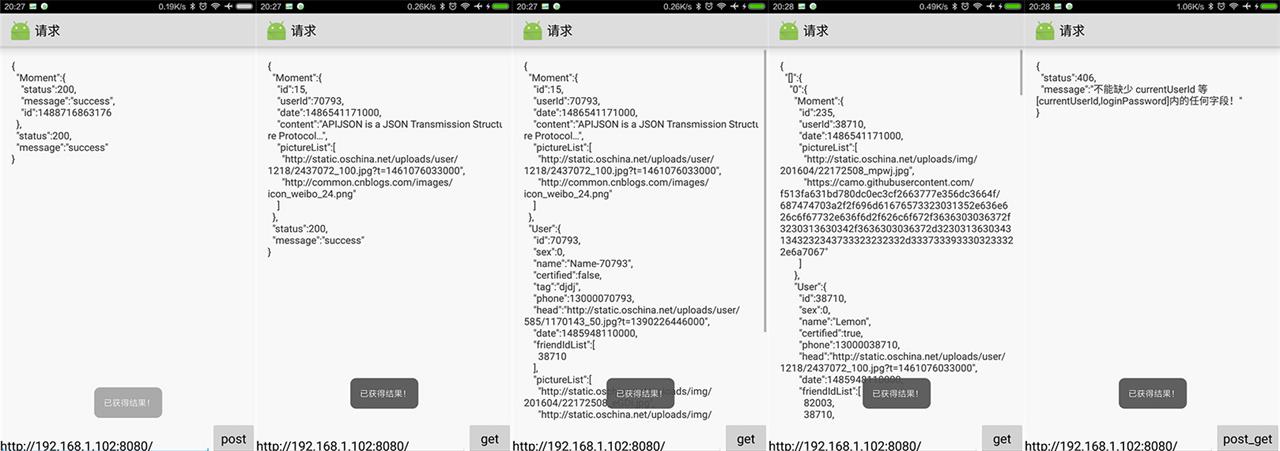 20:27
0.19K/s
请求
{
"Moment":{
"status":200,
"message":"success",
"id":1488716863176
},
"status":200,
"message":"success"
}
已获得结果!
http://192.168.1.102:8080/
post
20:27
0.26K/s
请求
{
"Moment":{
"id":15,
"userId":70793,
"date":1486541171000,
"content":"APIJSON is a JSON Transmission Structu
re Protocol…",
"pictureList":[
"http://static.oschina.net/uploads/user/
1218/2437072_100.jpg?t=1461076033000",
"http://common.cnblogs.com/images/
icon_weibo_24.png"
]
},
"status":200,
"message":"success"
}
已获得结果!
http://192.168.1.102:8080/
get
20:27
0.26K/s
请求
{
"Moment":{
"id":15,
"userId":70793,
"date":1486541171000,
"content":"APIJSON is a JSON Transmission Structu
re Protocol…",
"pictureList":[
"http://static.oschina.net/uploads/user/
1218/2437072_100.jpg?t=1461076033000",
"http://common.cnblogs.com/images/
icon_weibo_24.png"
]
},
"User":{
"id":70793,
"sex":0,
"name":"Name-70793",
"certified":false,
"tag":"djdj",
"phone":13000070793,
"head":"http://static.oschina.net/uploads/user/
585/1170143_50.jpg?t=1390226446000",
"date":1485948110000,
"friendIdList":[
38710
],
"pictureList":[
"http://static.oschina.net/uploads/img/
"http://static.oschina.net/uploads/img/
已获得结果!
http://192.168.1.102:8080/
get
20:28
0.49K/s
请求
{
"[]":{
"0":{
"Moment":{
"id":235,
"userId":38710,
"date":1486541171000,
"pictureList":[
"http://static.oschina.net/uploads/img/
201604/22172508_mpwj.jpg",
"https://camo.githubusercontent.com/
f513fa631bd780dc0ec3cf2663777e356dc3664f/
]
},
"User":{
"id":38710,
"sex":0,
"name":"Lemon",
"certified":true,
"phone":13000038710,
"head":"http://static.oschina.net/uploads/user/
1218/2437072_100.jpg?t=1461076033000",
"date":1485948110000,
"friendIdList":[
82003,
38710,
已获得结果!
http://192.168.1.102:8080/
get
20:28
1.06K/s
请求
{
"status":406,
"message":"不能缺少 currentUserId 等
[currentUserId,loginPassword]内的任何字段！"
}
已获得结果!
http://192.168.1.102:8080/
post_get